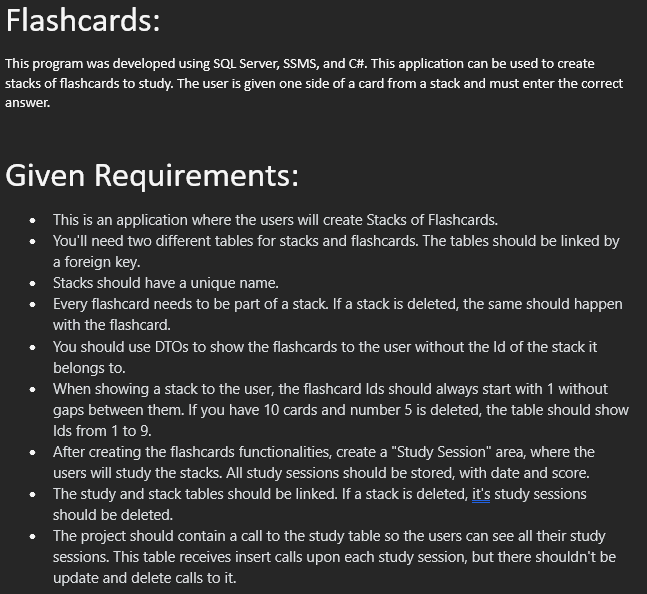 Flashcards:
This program was developed using SQL Server, SSMS, and C#. This application can be used to create
stacks of flashcards to study. The user is given one side of a card from a stack and must enter the correct
answer.
Given Requirements:
• This is an application where the users will create Stacks of Flashcards.
• You'll need two different tables for stacks and flashcards. The tables should be linked by
a foreign key.
• Stacks should have a unique name.
• Every flashcard needs to be part of a stack. If a stack is deleted, the same should happen
with the flashcard.
• You should use DTOs to show the flashcards to the user without the Id of the stack it
belongs to.
• When showing a stack to the user, the flashcard Ids should always start with 1 without
gaps between them. If you have 10 cards and number 5 is deleted, the table should show
Ids from 1 to 9.
• After creating the flashcards functionalities, create a "Study Session" area, where the
users will study the stacks. All study sessions should be stored, with date and score.
• The study and stack tables should be linked. If a stack is deleted, it's study sessions
should be deleted.
• The project should contain a call to the study table so the users can see all their study
sessions. This table receives insert calls upon each study session, but there shouldn't be
update and delete calls to it.